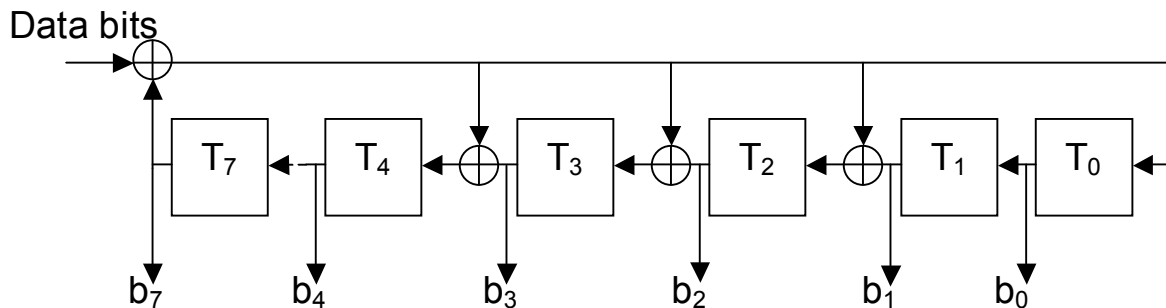 Data bits
T₇ T₄ T₃ T₂ T₁ T₀
b₇ b₄ b₃ b₂ b₁ b₀